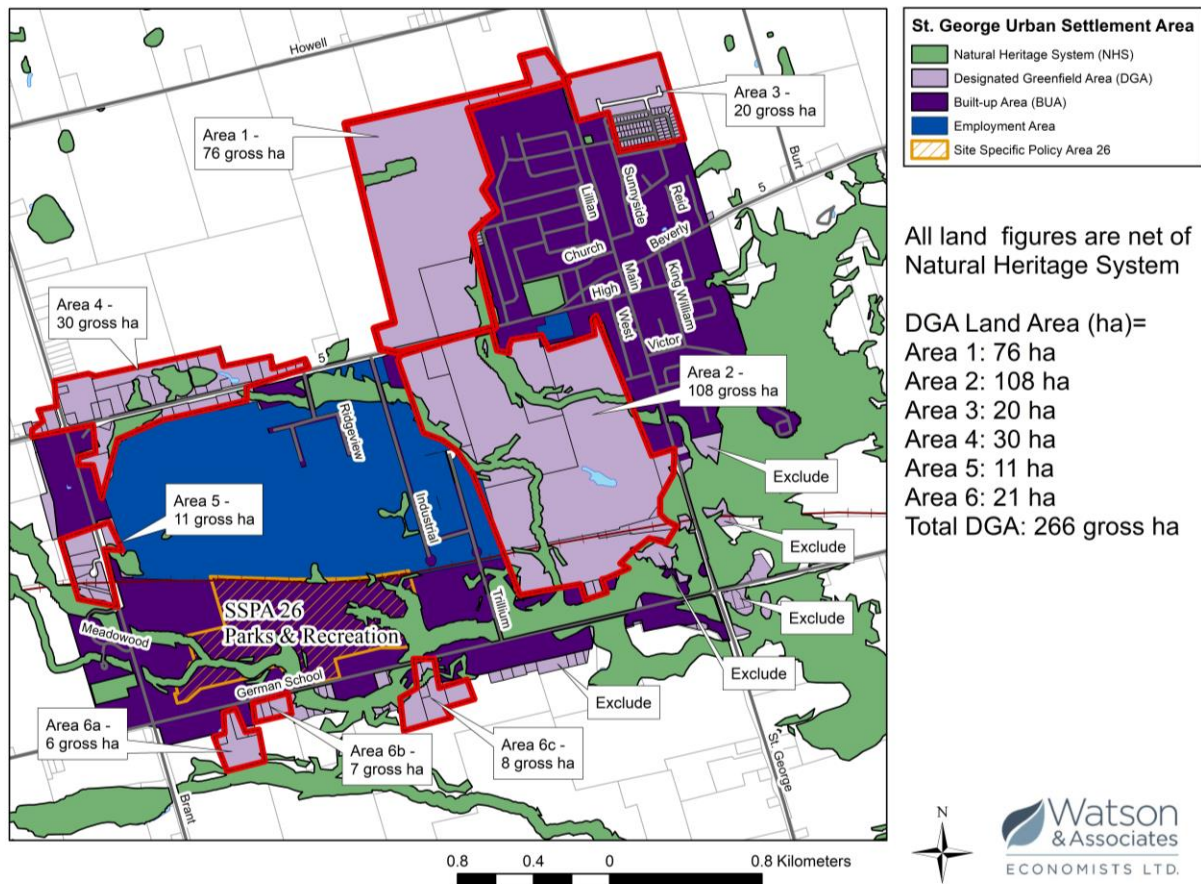 Howell
Area 1 -
76 gross ha
Area 3 -
20 gross ha
Burt
5
Lillian
Sunnyside
Reid
Church
Beverly
High
Main
King William
West
Victor
Area 4 -
30 gross ha
5
Ridgeview
Area 2 -
108 gross ha
Exclude
Area 5 -
11 gross ha
Industrial
Exclude
SSPA 26
Parks & Recreation
Trillium
Meadowood
Exclude
Exclude
German School
Exclude
Area 6a -
6 gross ha
Area 6b -
7 gross ha
Area 6c -
8 gross ha
St. George
Brant
St. George Urban Settlement Area
Natural Heritage System (NHS)
Designated Greenfield Area (DGA)
Built-up Area (BUA)
Employment Area
Site Specific Policy Area 26
All land figures are net of
Natural Heritage System
DGA Land Area (ha)=
Area 1: 76 ha
Area 2: 108 ha
Area 3: 20 ha
Area 4: 30 ha
Area 5: 11 ha
Area 6: 21 ha
Total DGA: 266 gross ha
0.8 0.4 0 0.8 Kilometers
N
Watson
& Associates
ECONOMISTS LTD.